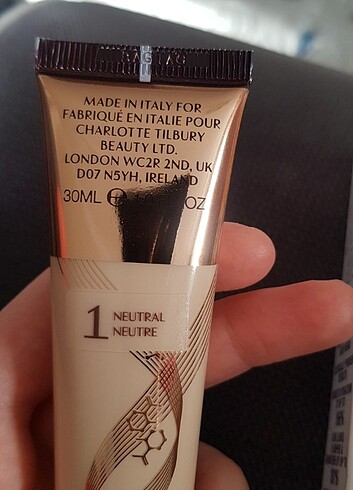 MADE IN ITALY FOR
FABRIQUÉ EN ITALIE POUR
CHARLOTTE TILBURY
BEAUTY LTD.
LONDON WC2R 2ND, UK
D07 N5YH, IRELAND
30ML ℮ OZ
1 NEUTRAL
NEUTRE